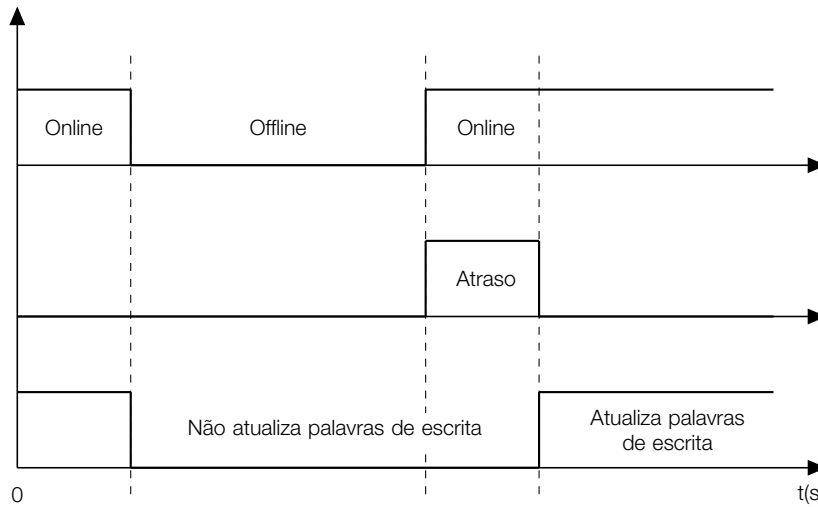 Online
Offline
Online
Atraso
Não atualiza palavras de escrita
Atualiza palavras
de escrita
0
t(s